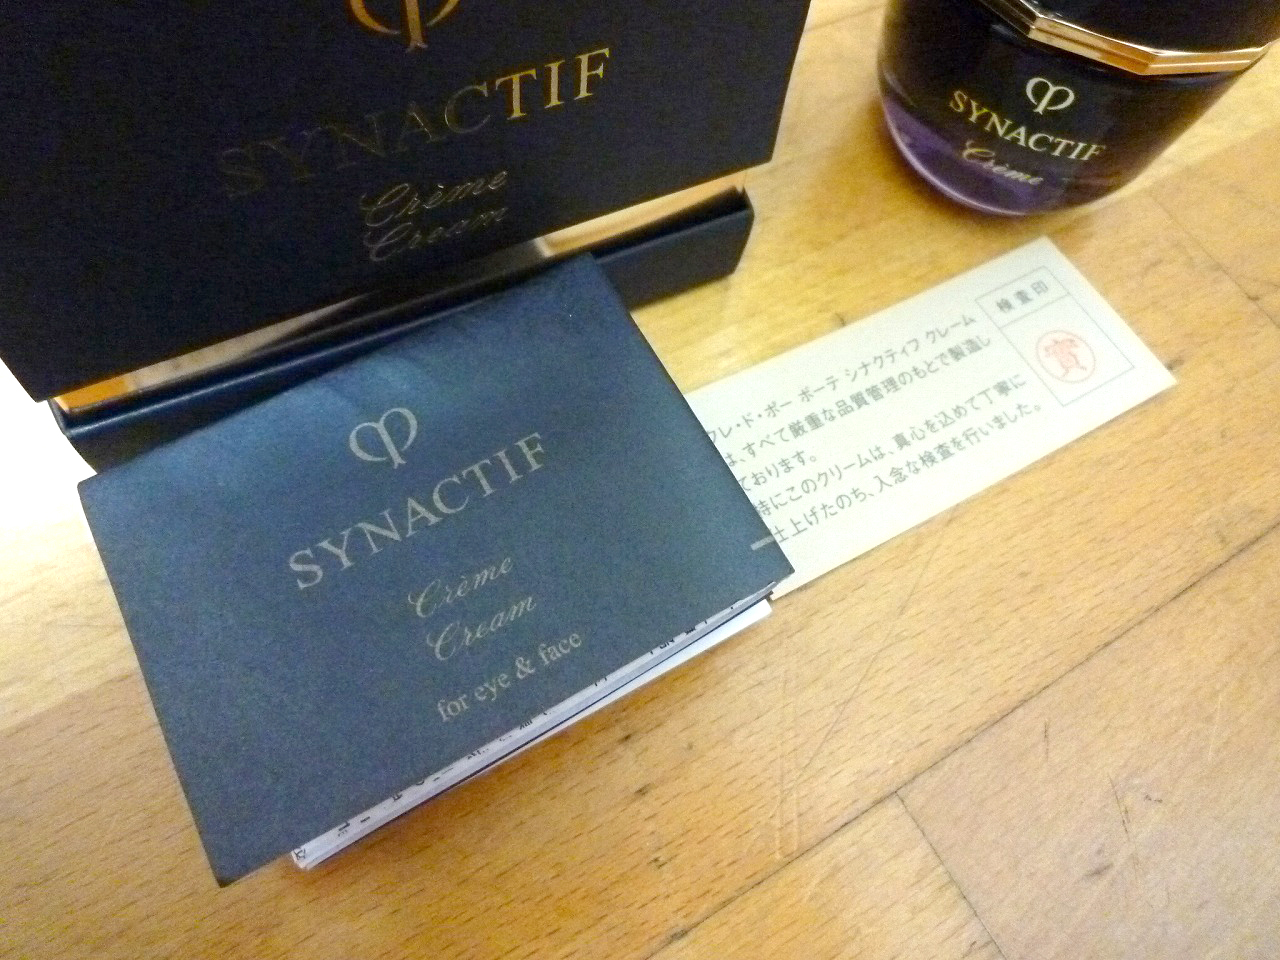 SYNACTIF
Crème
Cream
SYNACTIF
Crème
SYNACTIF
Crème
Cream
for eye & face
検査印
寳
クレ・ド・ポー ボーテ シナクティフ クレーム
は、すべて厳重な品質管理のもとで製造し
ております。
特にこのクリームは、真心を込めて丁寧に
仕上げたのち、入念な検査を行いました。